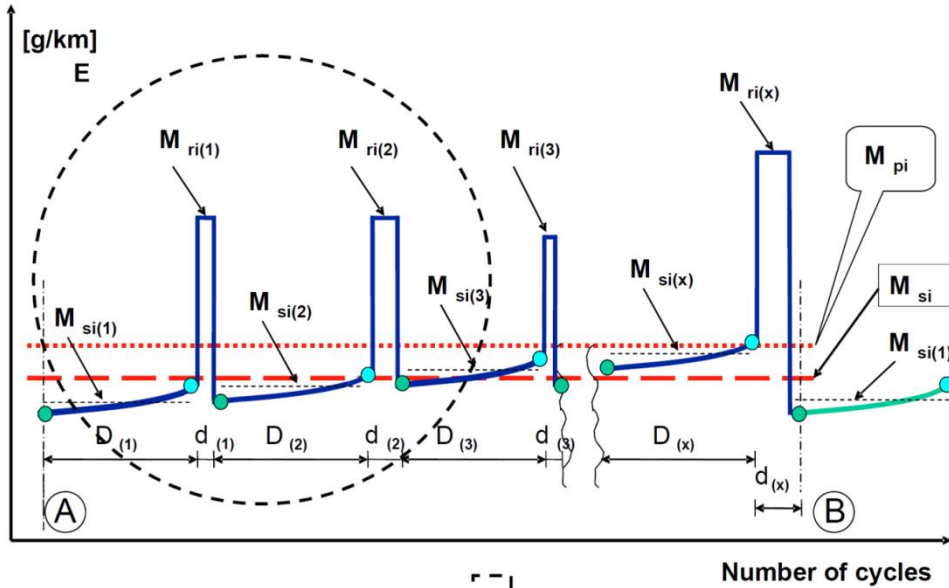 [g/km]
E
M ri(1)
M ri(2)
M ri(3)
M ri(x)
M pi
M si(1)
M si(2)
M si(3)
M si(x)
M si
M si(1)
D (1)
d (1)
D (2)
d (2)
D (3)
d (3)
D (x)
d (x)
A
B
Number of cycles